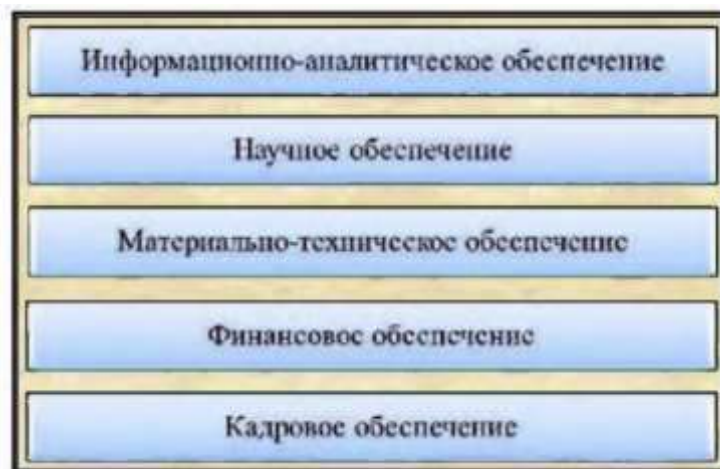 Информационно-аналитическое обеспечение
Научное обеспечение
Материально-техническое обеспечение
Финансовое обеспечение
Кадровое обеспечение